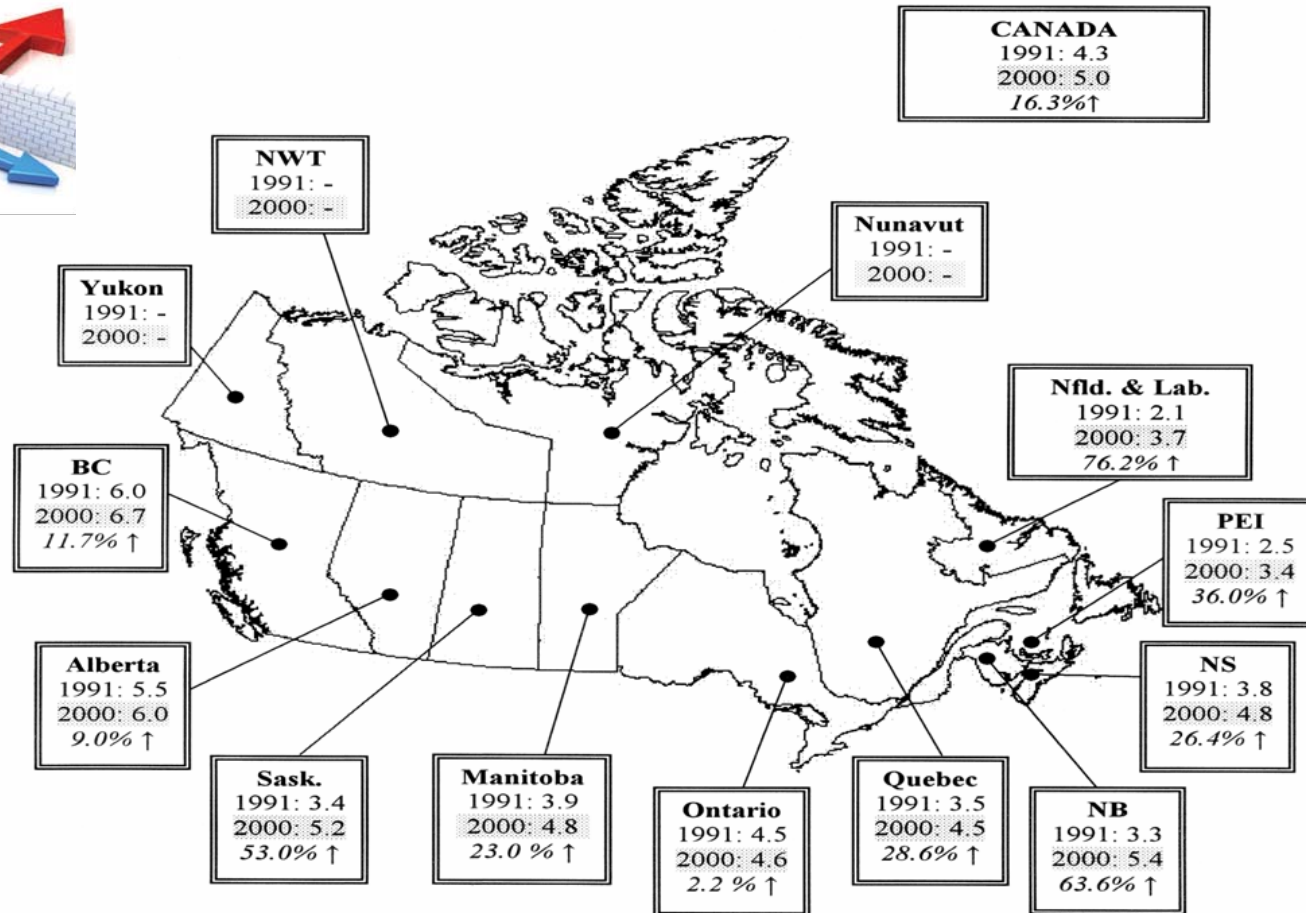 CANADA
1991: 4.3
2000: 5.0
16.3%↑
NWT
1991: -
2000: -
Nunavut
1991: -
2000: -
Yukon
1991: -
2000: -
Nfld. & Lab.
1991: 2.1
2000: 3.7
76.2% ↑
BC
1991: 6.0
2000: 6.7
11.7% ↑
PEI
1991: 2.5
2000: 3.4
36.0% ↑
Alberta
1991: 5.5
2000: 6.0
9.0% ↑
NS
1991: 3.8
2000: 4.8
26.4% ↑
Sask.
1991: 3.4
2000: 5.2
53.0% ↑
Manitoba
1991: 3.9
2000: 4.8
23.0 % ↑
Ontario
1991: 4.5
2000: 4.6
2.2 % ↑
Quebec
1991: 3.5
2000: 4.5
28.6% ↑
NB
1991: 3.3
2000: 5.4
63.6% ↑